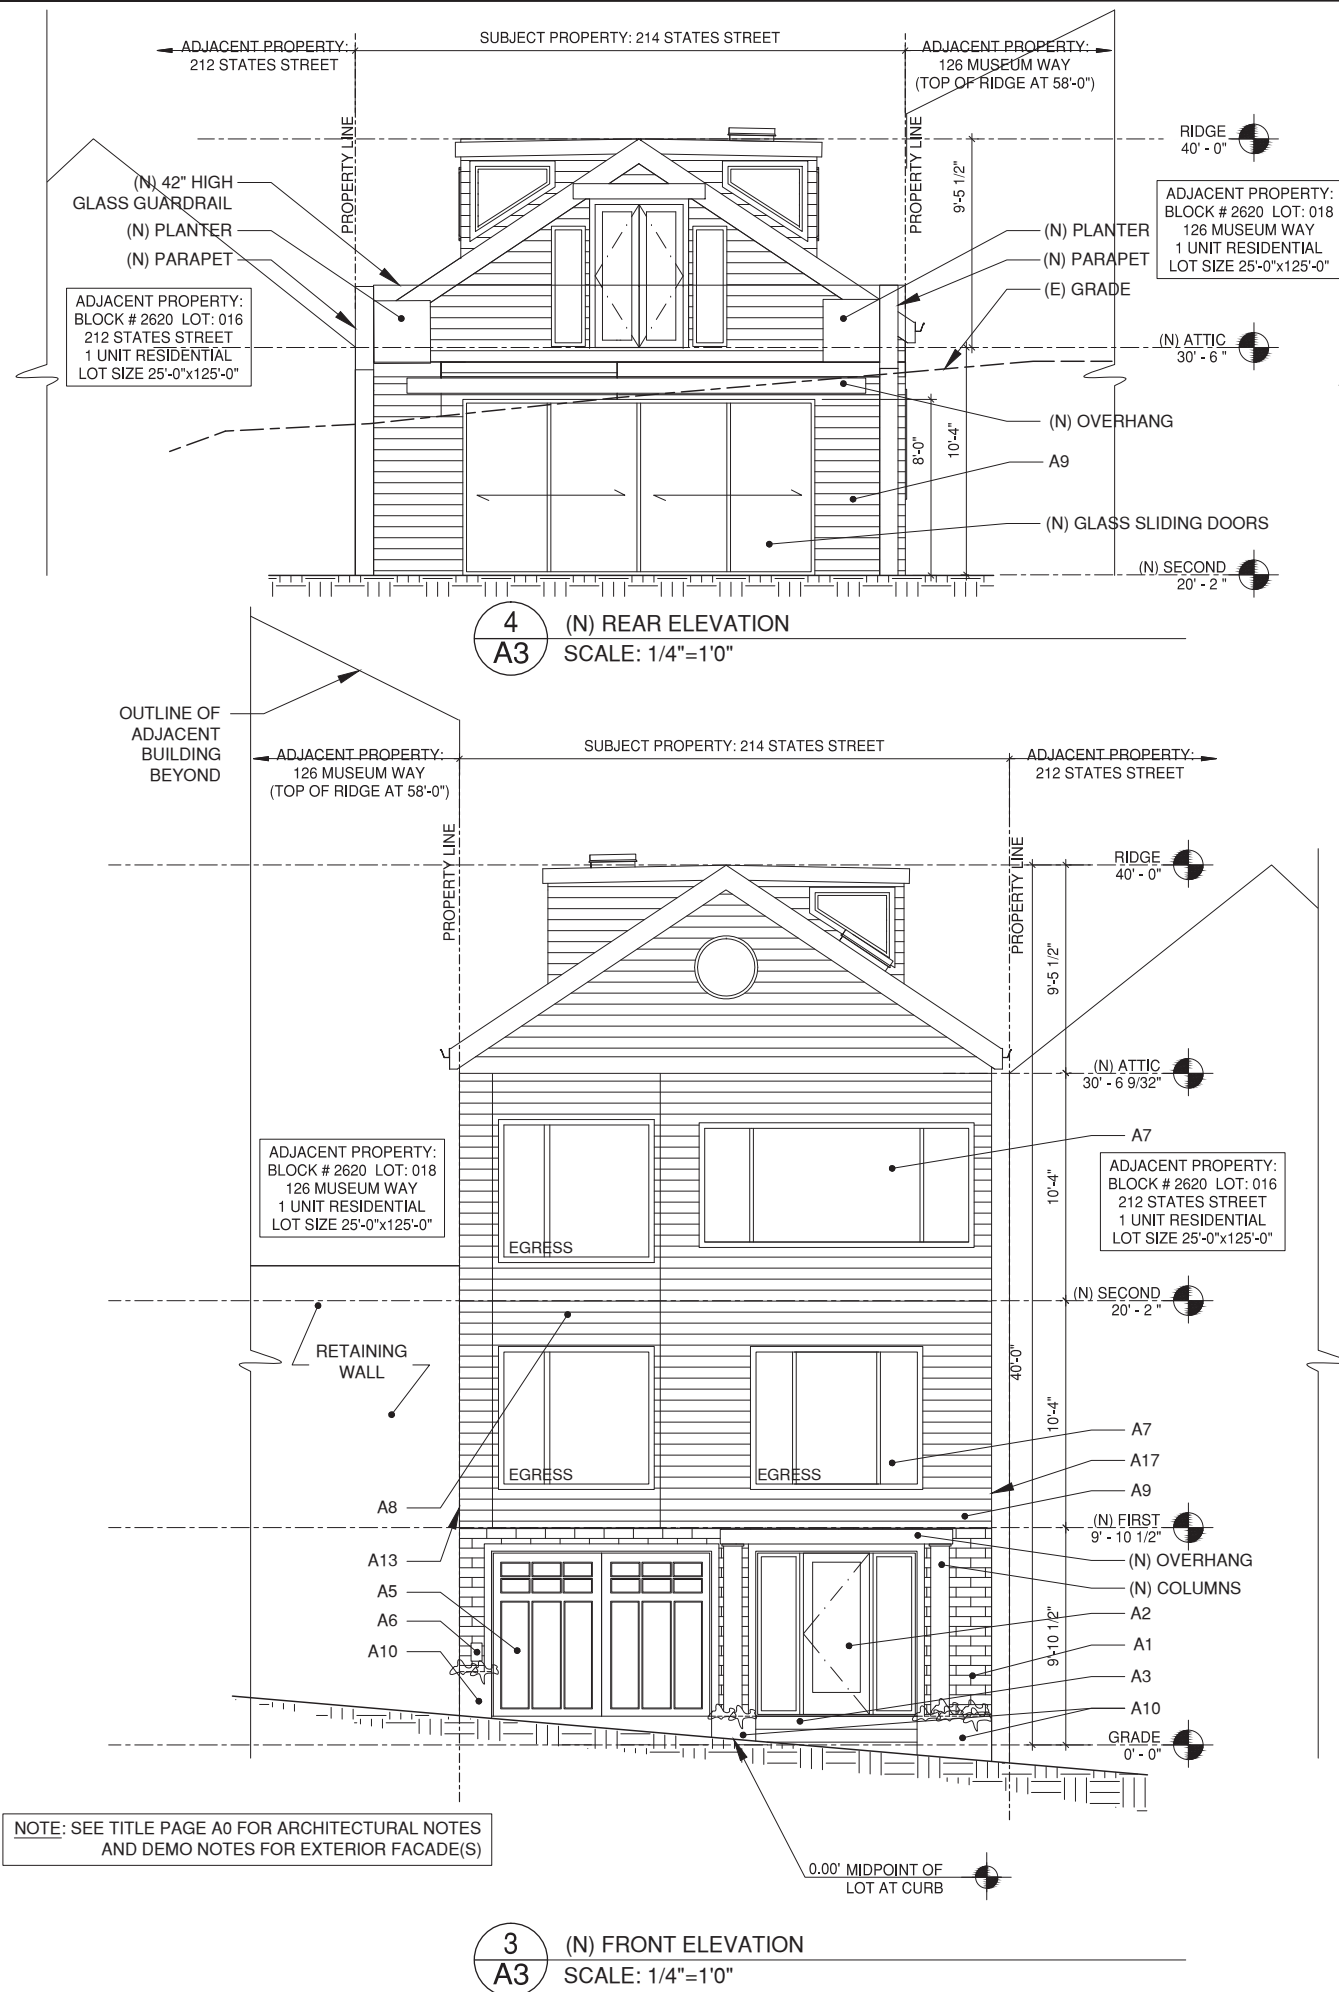 SUBJECT PROPERTY: 214 STATES STREET
ADJACENT PROPERTY:
212 STATES STREET
ADJACENT PROPERTY:
126 MUSEUM WAY
(TOP OF RIDGE AT 58'-0")
PROPERTY LINE
PROPERTY LINE
RIDGE
40' - 0"
9'-5 1/2"
(N) 42" HIGH
GLASS GUARDRAIL
(N) PLANTER
(N) PARAPET
ADJACENT PROPERTY:
BLOCK # 2620 LOT: 016
212 STATES STREET
1 UNIT RESIDENTIAL
LOT SIZE 25'-0"x125'-0"
ADJACENT PROPERTY:
BLOCK # 2620 LOT: 018
126 MUSEUM WAY
1 UNIT RESIDENTIAL
LOT SIZE 25'-0"x125'-0"
(N) PLANTER
(N) PARAPET
(E) GRADE
(N) ATTIC
30' - 6 "
(N) OVERHANG
8'-0"
10'-4"
A9
(N) GLASS SLIDING DOORS
(N) SECOND
20' - 2 "
4
A3
(N) REAR ELEVATION
SCALE: 1/4"=1'0"
OUTLINE OF
ADJACENT
BUILDING
BEYOND
SUBJECT PROPERTY: 214 STATES STREET
ADJACENT PROPERTY:
126 MUSEUM WAY
(TOP OF RIDGE AT 58'-0")
ADJACENT PROPERTY:
212 STATES STREET
PROPERTY LINE
PROPERTY LINE
RIDGE
40' - 0"
9'-5 1/2"
(N) ATTIC
30' - 6 9/32"
A7
ADJACENT PROPERTY:
BLOCK # 2620 LOT: 018
126 MUSEUM WAY
1 UNIT RESIDENTIAL
LOT SIZE 25'-0"x125'-0"
ADJACENT PROPERTY:
BLOCK # 2620 LOT: 016
212 STATES STREET
1 UNIT RESIDENTIAL
LOT SIZE 25'-0"x125'-0"
10'-4"
EGRESS
(N) SECOND
20' - 2 "
RETAINING
WALL
40'-0"
10'-4"
A7
A17
A9
EGRESS
EGRESS
A8
(N) FIRST
9' - 10 1/2"
A13
(N) OVERHANG
A5
(N) COLUMNS
A6
A2
A10
A1
9'-10 1/2"
A3
A10
GRADE
0' - 0"
NOTE: SEE TITLE PAGE A0 FOR ARCHITECTURAL NOTES
AND DEMO NOTES FOR EXTERIOR FACADE(S)
0.00' MIDPOINT OF
LOT AT CURB
3
A3
(N) FRONT ELEVATION
SCALE: 1/4"=1'0"